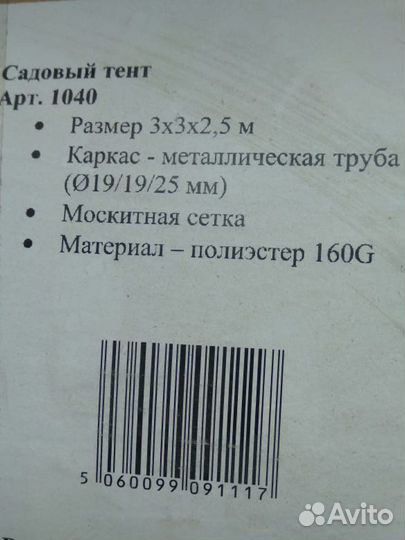 Садовый тент
Арт. 1040
• Размер 3х3х2,5 м
• Каркас - металлическая труба
(Ø19/19/25 мм)
• Москитная сетка
• Материал – полиэстер 160G
5 060099 091117
Avito